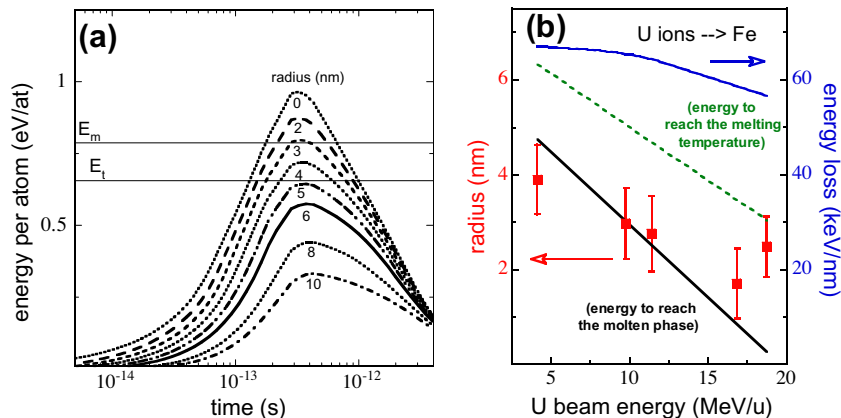 (a)
radius (nm)
0
2
3
4
5
6
8
10
E_m
E_t
1
0.5
energy per atom (eV/at)
10^-14
10^-13
10^-12
time (s)
(b)
U ions --> Fe
(energy to
reach the melting
temperature)
(energy to reach
the molten phase)
radius (nm)
6
4
2
energy loss (keV/nm)
60
40
20
5
10
15
20
U beam energy (MeV/u)